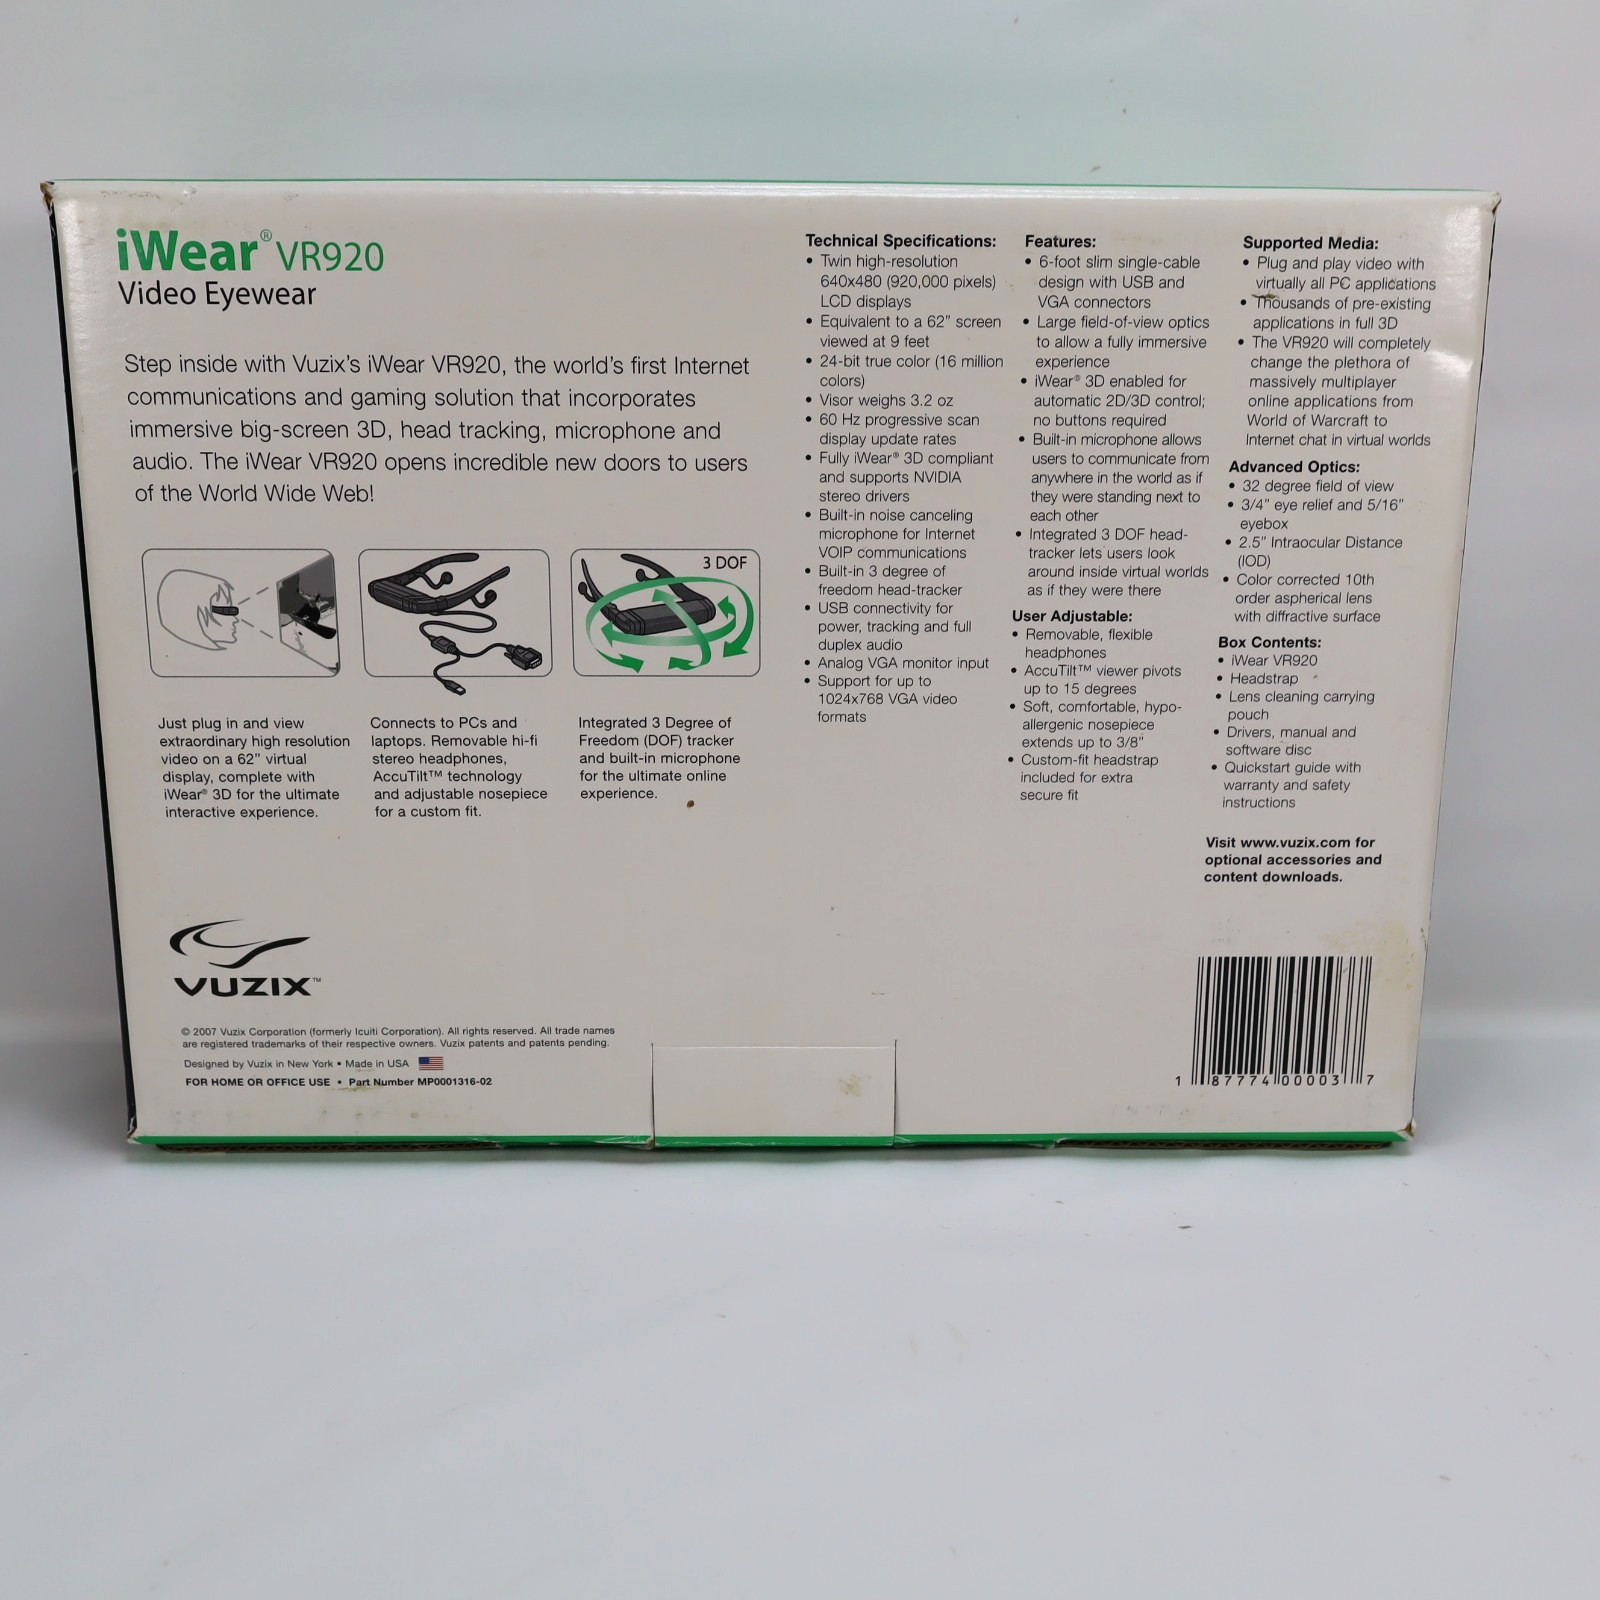 iWear® VR920
Video Eyewear
Step inside with Vuzix's iWear VR920, the world's first Internet
communications and gaming solution that incorporates
immersive big-screen 3D, head tracking, microphone and
audio. The iWear VR920 opens incredible new doors to users
of the World Wide Web!
3 DOF
Just plug in and view
extraordinary high resolution
video on a 62" virtual
display, complete with
iWear® 3D for the ultimate
interactive experience.
Connects to PCs and
laptops. Removable hi-fi
stereo headphones,
AccuTilt™ technology
and adjustable nosepiece
for a custom fit.
Integrated 3 Degree of
Freedom (DOF) tracker
and built-in microphone
for the ultimate online
experience.
VUZIX™
© 2007 Vuzix Corporation (formerly Icuiti Corporation). All rights reserved. All trade names
are registered trademarks of their respective owners. Vuzix patents and patents pending.
Designed by Vuzix in New York • Made in USA
FOR HOME OR OFFICE USE • Part Number MP0001316-02
Technical Specifications:
• Twin high-resolution
640x480 (920,000 pixels)
LCD displays
• Equivalent to a 62" screen
viewed at 9 feet
• 24-bit true color (16 million
colors)
• Visor weighs 3.2 oz
• 60 Hz progressive scan
display update rates
• Fully iWear® 3D compliant
and supports NVIDIA
stereo drivers
• Built-in noise canceling
microphone for Internet
VOIP communications
• Built-in 3 degree of
freedom head-tracker
• USB connectivity for
power, tracking and full
duplex audio
• Analog VGA monitor input
• Support for up to
1024x768 VGA video
formats
Features:
• 6-foot slim single-cable
design with USB and
VGA connectors
• Large field-of-view optics
to allow a fully immersive
experience
• iWear® 3D enabled for
automatic 2D/3D control;
no buttons required
• Built-in microphone allows
users to communicate from
anywhere in the world as if
they were standing next to
each other
• Integrated 3 DOF head-
tracker lets users look
around inside virtual worlds
as if they were there
User Adjustable:
• Removable, flexible
headphones
• AccuTilt™ viewer pivots
up to 15 degrees
• Soft, comfortable, hypo-
allergenic nosepiece
extends up to 3/8"
• Custom-fit headstrap
included for extra
secure fit
Supported Media:
• Plug and play video with
virtually all PC applications
• Thousands of pre-existing
applications in full 3D
• The VR920 will completely
change the plethora of
massively multiplayer
online applications from
World of Warcraft to
Internet chat in virtual worlds
Advanced Optics:
• 32 degree field of view
• 3/4" eye relief and 5/16"
eyebox
• 2.5" Intraocular Distance
(IOD)
• Color corrected 10th
order aspherical lens
with diffractive surface
Box Contents:
• iWear VR920
• Headstrap
• Lens cleaning carrying
pouch
• Drivers, manual and
software disc
• Quickstart guide with
warranty and safety
instructions
Visit www.vuzix.com for
optional accessories and
content downloads.
1 87774 00003 7